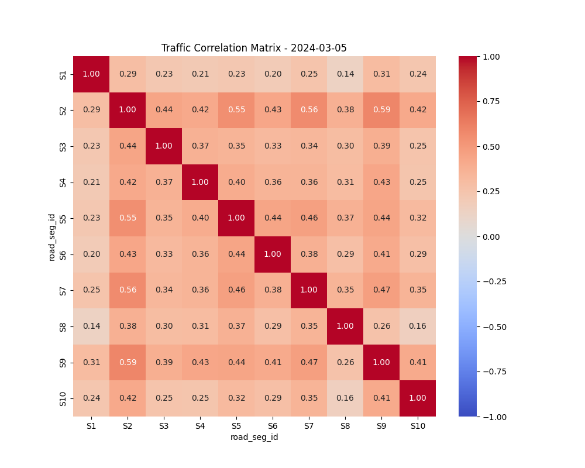 Traffic Correlation Matrix - 2024-03-05
S1 1.00 0.29 0.23 0.21 0.23 0.20 0.25 0.14 0.31 0.24
S2 0.29 1.00 0.44 0.42 0.55 0.43 0.56 0.38 0.59 0.42
S3 0.23 0.44 1.00 0.37 0.35 0.33 0.34 0.30 0.39 0.25
S4 0.21 0.42 0.37 1.00 0.40 0.36 0.36 0.31 0.43 0.25
S5 0.23 0.55 0.35 0.40 1.00 0.44 0.46 0.37 0.44 0.32
S6 0.20 0.43 0.33 0.36 0.44 1.00 0.38 0.29 0.41 0.29
S7 0.25 0.56 0.34 0.36 0.46 0.38 1.00 0.35 0.47 0.35
S8 0.14 0.38 0.30 0.31 0.37 0.29 0.35 1.00 0.26 0.16
S9 0.31 0.59 0.39 0.43 0.44 0.41 0.47 0.26 1.00 0.41
S10 0.24 0.42 0.25 0.25 0.32 0.29 0.35 0.16 0.41 1.00
S1 S2 S3 S4 S5 S6 S7 S8 S9 S10
road_seg_id
road_seg_id
1.00
0.75
0.50
0.25
0.00
−0.25
−0.50
−0.75
−1.00